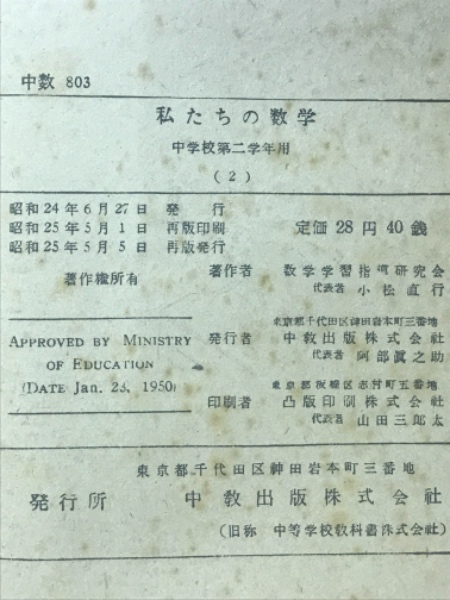 中数 803
私たちの数学
中学校第二学年用
(2)
昭和24年6月27日 発行
昭和25年5月1日 再版印刷
昭和25年5月5日 再版発行
定価 28円40銭
著作権所有
著作者 数学学習指導研究会
代表者 小松直行
APPROVED BY MINISTRY
OF EDUCATION
(DATE Jan. 23, 1950)
東京都千代田区神田岩本町三番地
発行者 中教出版株式会社
代表者 阿部眞之助
東京都板橋区志村町五番地
印刷者 凸版印刷株式会社
代表者 山田三郎太
東京都千代田区神田岩本町三番地
発行所 中教出版株式会社
(旧称 中等学校教科書株式会社)